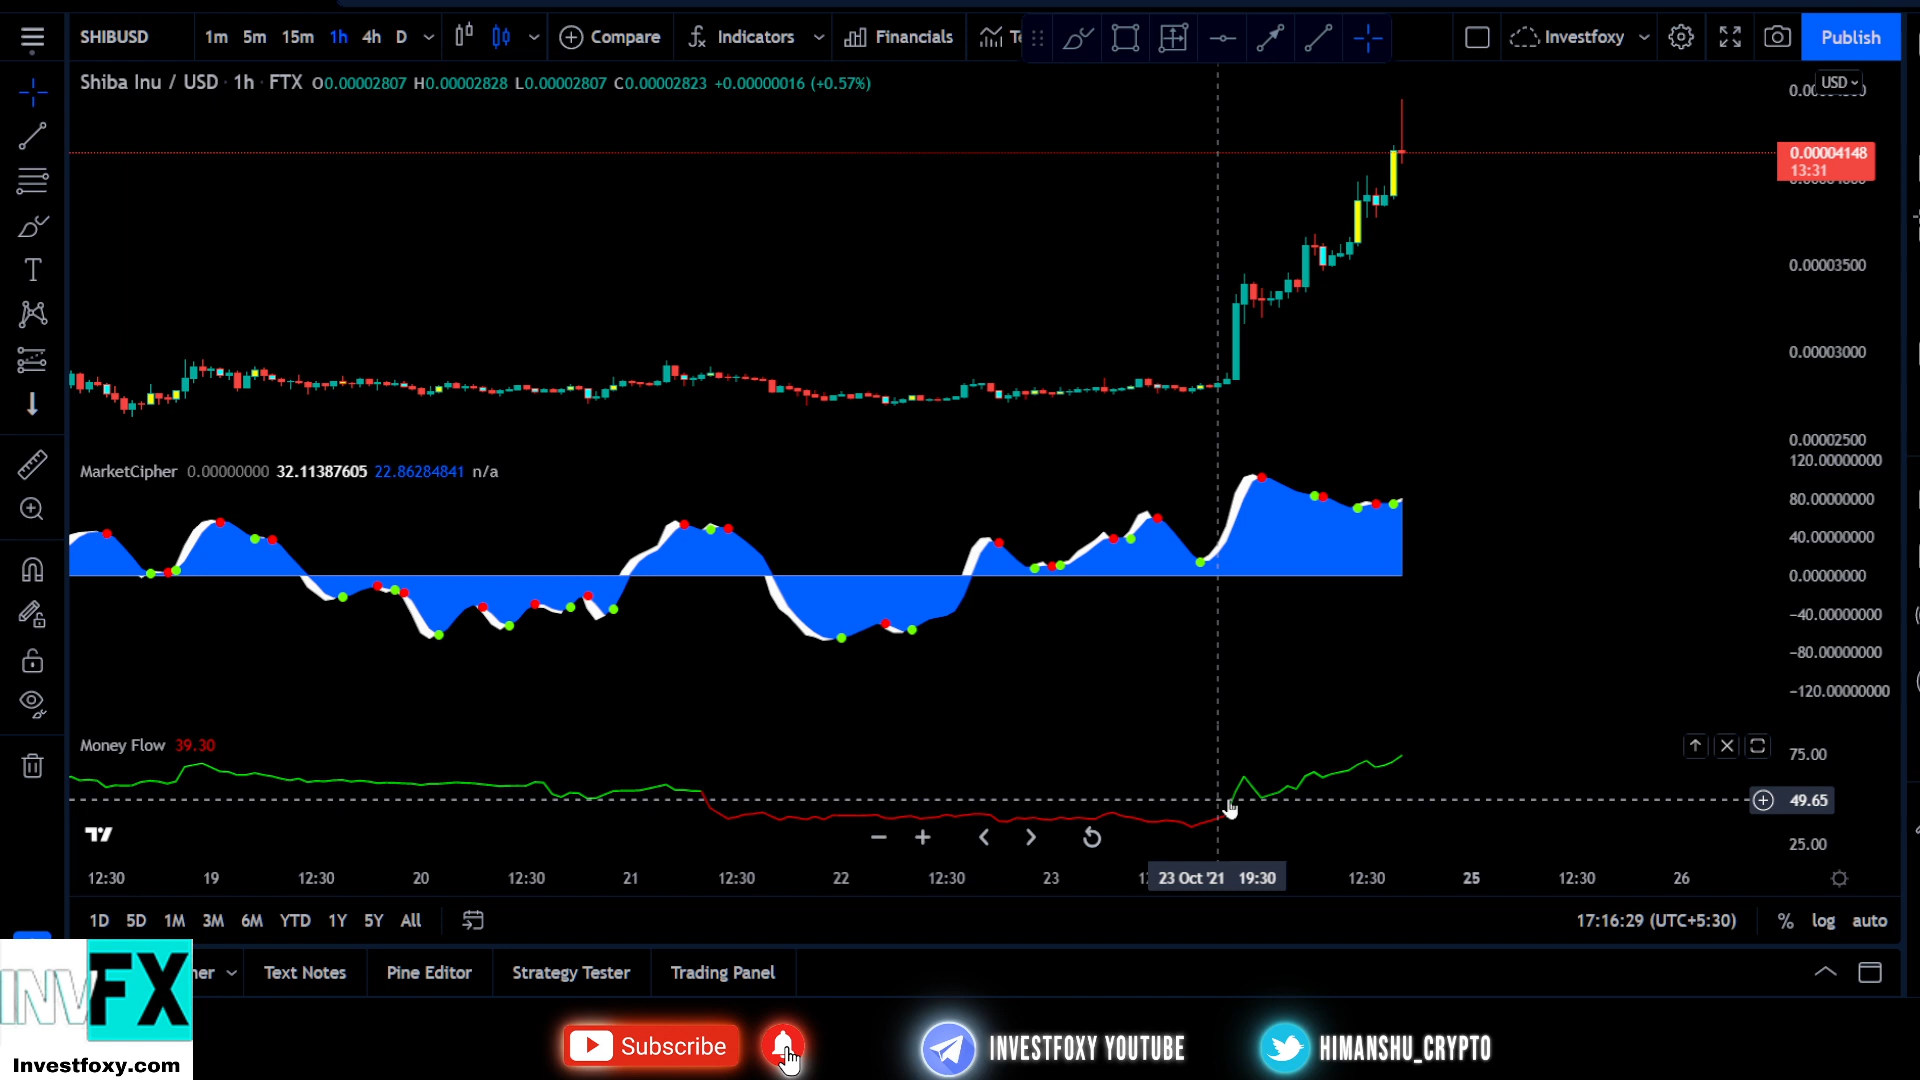 SHIBUSD 1m 5m 15m 1h 4h D Compare Indicators Financials Investfoxy Publish
Shiba Inu / USD · 1h · FTX O0.00002807 H0.00002828 L0.00002807 C0.00002823 +0.00000016 (+0.57%)
USD
0.00004148
13:31
0.00003500
0.00003000
0.00002500
MarketCipher 0.00000000 32.11387605 22.86284841 n/a
120.00000000
80.00000000
40.00000000
0.00000000
−40.00000000
−80.00000000
−120.00000000
Money Flow 39.30
75.00
49.65
25.00
12:30 19 12:30 20 12:30 21 12:30 22 12:30 23 23 Oct '21 19:30 12:30 25 12:30 26
1D 5D 1M 3M 6M YTD 1Y 5Y All 17:16:29 (UTC+5:30) % log auto
Text Notes Pine Editor Strategy Tester Trading Panel
INVFX
Investfoxy.com
Subscribe
INVESTFOXY YOUTUBE
HIMANSHU_CRYPTO